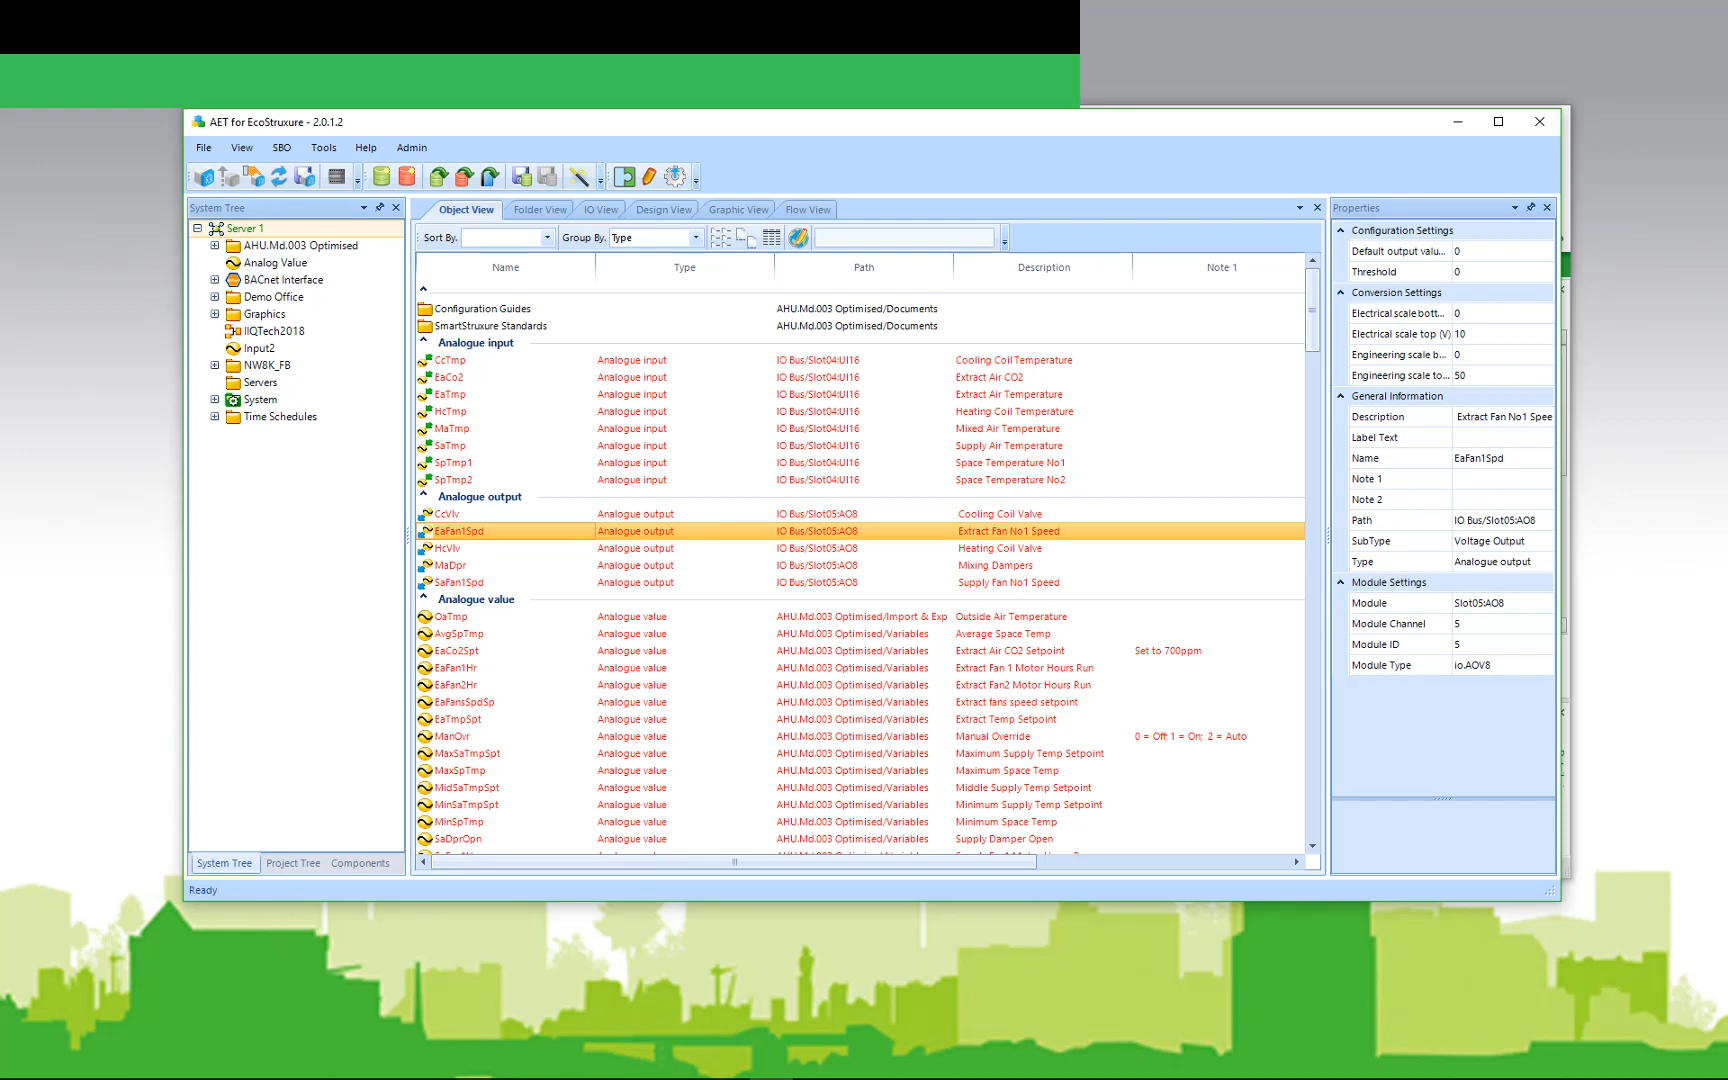 AET for EcoStruxure - 2.0.1.2
File View SBO Tools Help Admin
System Tree
Server 1
AHU.Md.003 Optimised
Analog Value
BACnet Interface
Demo Office
Graphics
IIQTech2018
Input2
NW8K_FB
Servers
System
Time Schedules
System Tree Project Tree Components
Ready
Object View Folder View IO View Design View Graphic View Flow View
Sort By. Group By. Type
Name Type Path Description Note 1
Configuration Guides AHU.Md.003 Optimised/Documents
SmartStruxure Standards AHU.Md.003 Optimised/Documents
Analogue input
CcTmp Analogue input IO Bus/Slot04:UI16 Cooling Coil Temperature
EaCo2 Analogue input IO Bus/Slot04:UI16 Extract Air CO2
EaTmp Analogue input IO Bus/Slot04:UI16 Extract Air Temperature
HcTmp Analogue input IO Bus/Slot04:UI16 Heating Coil Temperature
MaTmp Analogue input IO Bus/Slot04:UI16 Mixed Air Temperature
SaTmp Analogue input IO Bus/Slot04:UI16 Supply Air Temperature
SpTmp1 Analogue input IO Bus/Slot04:UI16 Space Temperature No1
SpTmp2 Analogue input IO Bus/Slot04:UI16 Space Temperature No2
Analogue output
CcVlv Analogue output IO Bus/Slot05:AO8 Cooling Coil Valve
EaFan1Spd Analogue output IO Bus/Slot05:AO8 Extract Fan No1 Speed
HcVlv Analogue output IO Bus/Slot05:AO8 Heating Coil Valve
MaDpr Analogue output IO Bus/Slot05:AO8 Mixing Dampers
SaFan1Spd Analogue output IO Bus/Slot05:AO8 Supply Fan No1 Speed
Analogue value
OaTmp Analogue value AHU.Md.003 Optimised/Import & Exp Outside Air Temperature
AvgSpTmp Analogue value AHU.Md.003 Optimised/Variables Average Space Temp
EaCo2Spt Analogue value AHU.Md.003 Optimised/Variables Extract Air CO2 Setpoint Set to 700ppm
EaFan1Hr Analogue value AHU.Md.003 Optimised/Variables Extract Fan 1 Motor Hours Run
EaFan2Hr Analogue value AHU.Md.003 Optimised/Variables Extract Fan2 Motor Hours Run
EaFansSpdSp Analogue value AHU.Md.003 Optimised/Variables Extract fans speed setpoint
EaTmpSpt Analogue value AHU.Md.003 Optimised/Variables Extract Temp Setpoint
ManOvr Analogue value AHU.Md.003 Optimised/Variables Manual Override 0 = Off; 1 = On; 2 = Auto
MaxSaTmpSpt Analogue value AHU.Md.003 Optimised/Variables Maximum Supply Temp Setpoint
MaxSpTmp Analogue value AHU.Md.003 Optimised/Variables Maximum Space Temp
MidSaTmpSpt Analogue value AHU.Md.003 Optimised/Variables Middle Supply Temp Setpoint
MinSaTmpSpt Analogue value AHU.Md.003 Optimised/Variables Minimum Supply Temp Setpoint
MinSpTmp Analogue value AHU.Md.003 Optimised/Variables Minimum Space Temp
SaDprOpn Analogue value AHU.Md.003 Optimised/Variables Supply Damper Open
Properties
Configuration Settings
Default output valu... 0
Threshold 0
Conversion Settings
Electrical scale bott... 0
Electrical scale top (V) 10
Engineering scale b... 0
Engineering scale to... 50
General Information
Description Extract Fan No1 Spee
Label Text
Name EaFan1Spd
Note 1
Note 2
Path IO Bus/Slot05:AO8
SubType Voltage Output
Type Analogue output
Module Settings
Module Slot05:AO8
Module Channel 5
Module ID 5
Module Type io.AOV8